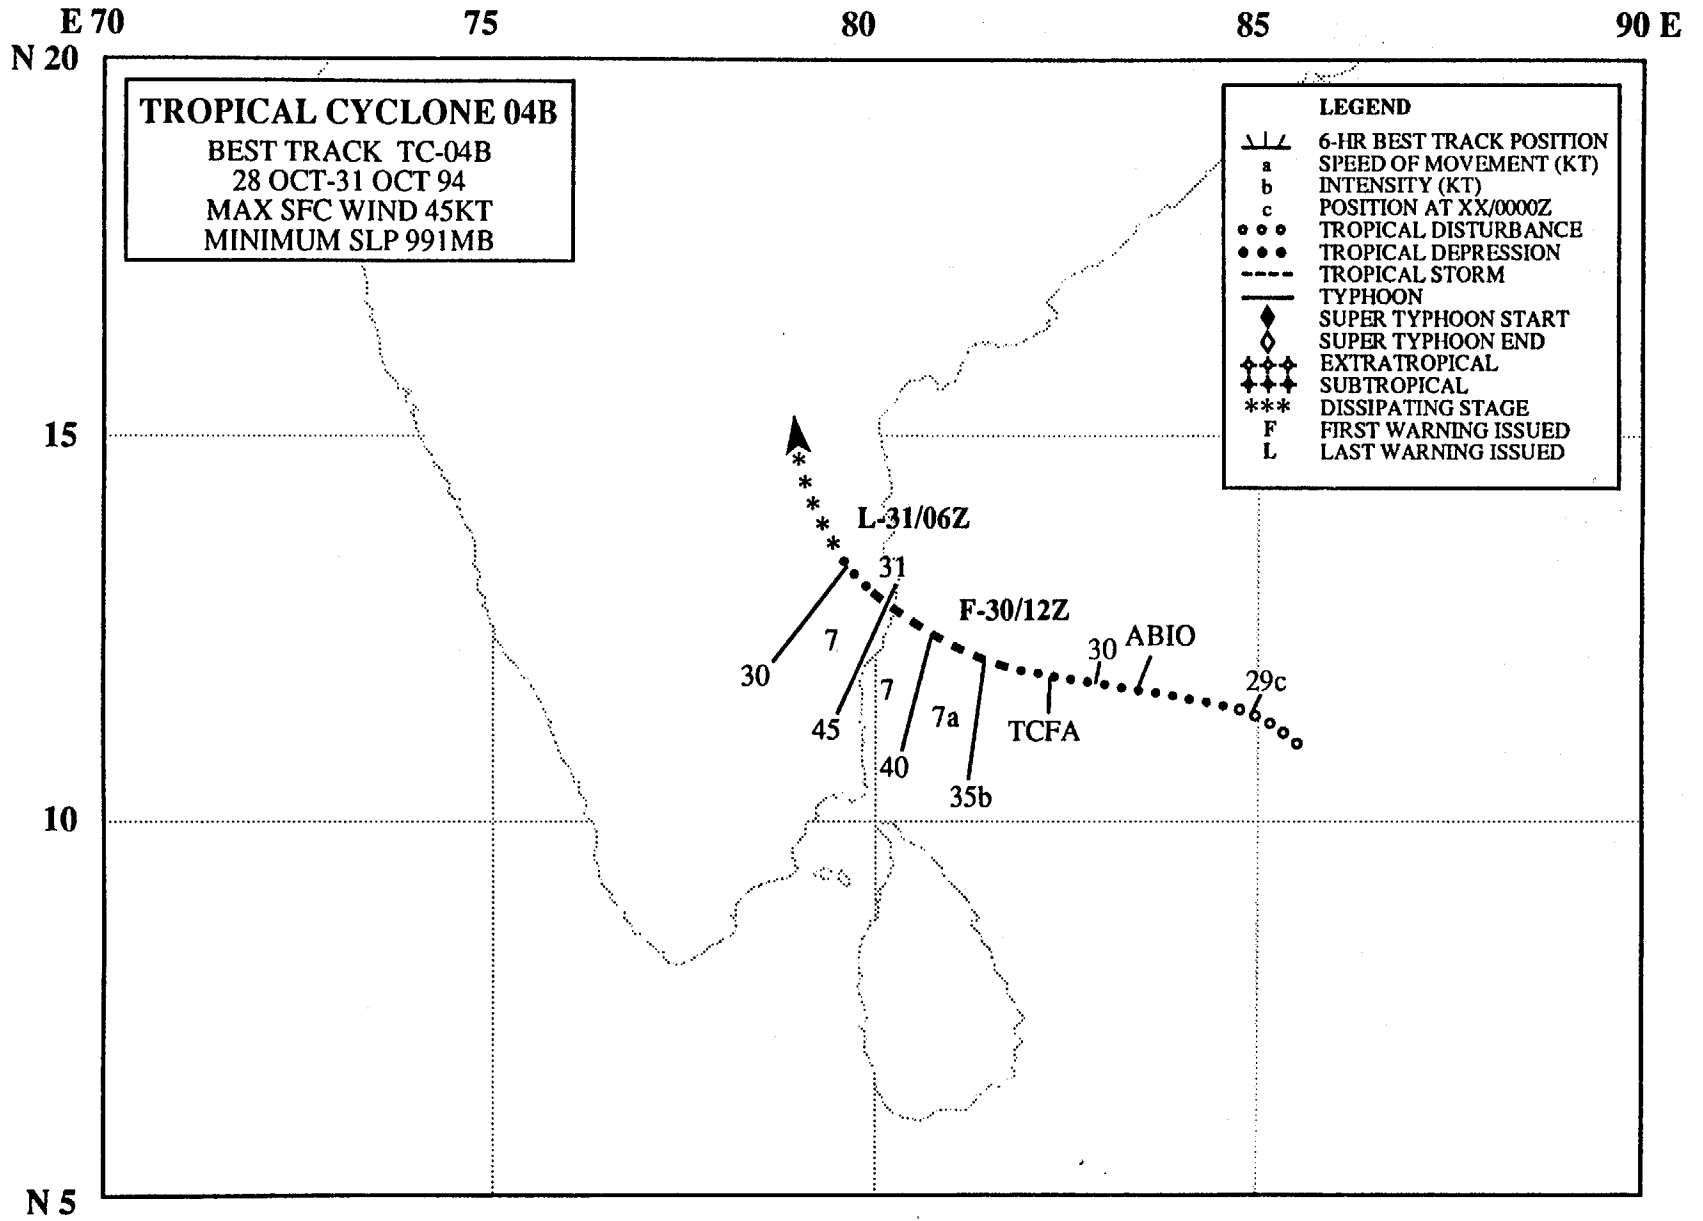 E 70 75 80 85 90 E
N 20
TROPICAL CYCLONE 04B
BEST TRACK TC-04B
28 OCT-31 OCT 94
MAX SFC WIND 45KT
MINIMUM SLP 991MB
LEGEND
6-HR BEST TRACK POSITION
a SPEED OF MOVEMENT (KT)
b INTENSITY (KT)
c POSITION AT XX/0000Z
TROPICAL DISTURBANCE
TROPICAL DEPRESSION
TROPICAL STORM
TYPHOON
SUPER TYPHOON START
SUPER TYPHOON END
EXTRATROPICAL
SUBTROPICAL
*** DISSIPATING STAGE
F FIRST WARNING ISSUED
L LAST WARNING ISSUED
15
L-31/06Z
31
F-30/12Z
30 ABIO
29c
7
30
7
7a
45
TCFA
40
35b
10
N 5